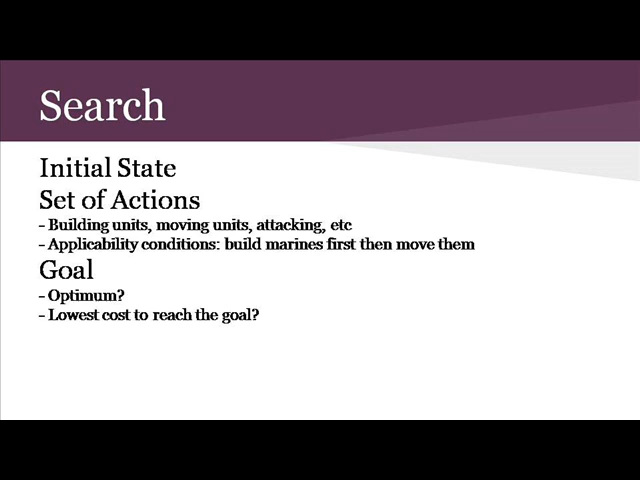 Search
Initial State
Set of Actions
- Building units, moving units, attacking, etc
- Applicability conditions: build marines first then move them
Goal
- Optimum?
- Lowest cost to reach the goal?